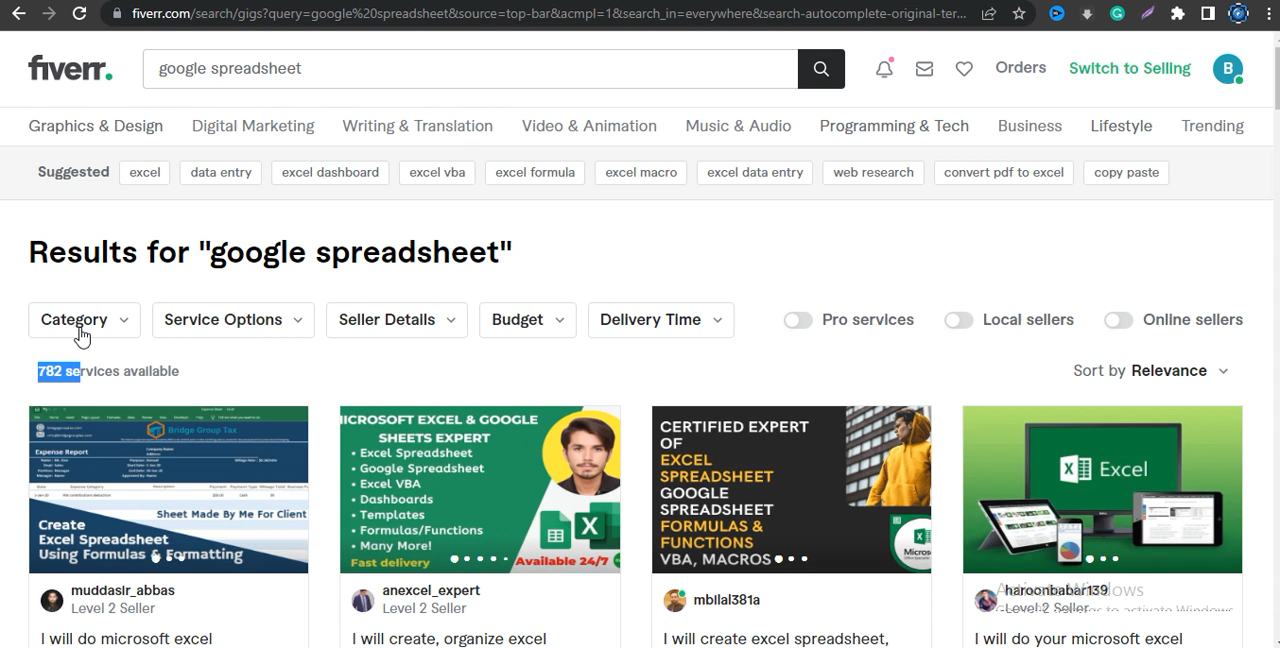 fiverr.com/search/gigs?query=google%20spreadsheet&source=top-bar&acmpl=1&search_in=everywhere&search-autocomplete-original-ter...
fiverr.
google spreadsheet
Orders
Switch to Selling
B
Graphics & Design
Digital Marketing
Writing & Translation
Video & Animation
Music & Audio
Programming & Tech
Business
Lifestyle
Trending
Suggested
excel
data entry
excel dashboard
excel vba
excel formula
excel macro
excel data entry
web research
convert pdf to excel
copy paste
Results for "google spreadsheet"
Category
Service Options
Seller Details
Budget
Delivery Time
Pro services
Local sellers
Online sellers
782 services available
Sort by Relevance
Bridge Group Tax
Expense Report
Sheet Made By Me For Client
Create
Excel Spreadsheet
Using Formulas & Formatting
muddasir_abbas
Level 2 Seller
I will do microsoft excel
MICROSOFT EXCEL & GOOGLE
SHEETS EXPERT
• Excel Spreadsheet
• Google Spreadsheet
• Excel VBA
• Dashboards
• Templates
• Formulas/Functions
• Many More!
Fast delivery
Available 24/7
anexcel_expert
Level 2 Seller
I will create, organize excel
CERTIFIED EXPERT
OF
EXCEL
SPREADSHEET
GOOGLE
SPREADSHEET
FORMULAS &
FUNCTIONS
VBA, MACROS
mbilal381a
I will create excel spreadsheet,
Excel
Level 2 Seller
Activate Windows
I will do your microsoft excel